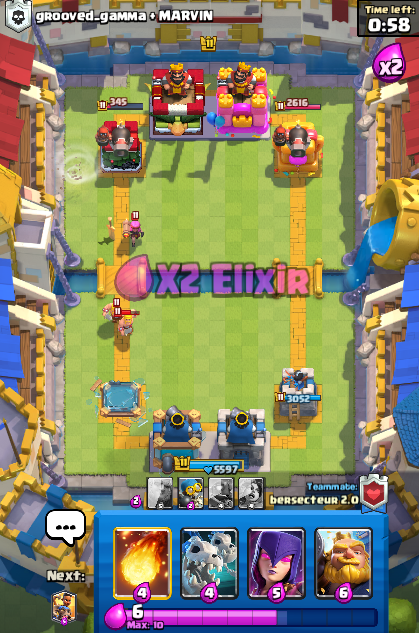 grooved_gamma + MARVIN
Time left:
0:58
x2
345
2616
X2 Elixir
3052
5597
Teammate:
bersecteur 2.0
2
...
Next:
4
4
5
6
6
Max: 10